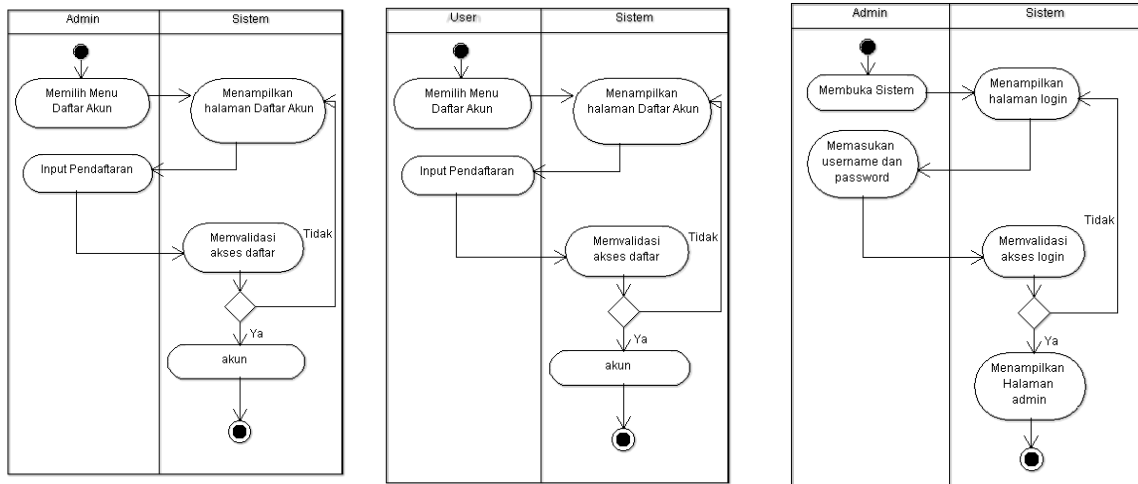 Admin
Sistem
Memilih Menu
Daftar Akun
Menampilkan
halaman Daftar Akun
Input Pendaftaran
Memvalidasi
akses daftar
Tidak
Ya
akun
User
Sistem
Memilih Menu
Daftar Akun
Menampilkan
halaman Daftar Akun
Input Pendaftaran
Memvalidasi
akses daftar
Tidak
Ya
akun
Admin
Sistem
Membuka Sistem
Menampilkan
halaman login
Memasukan
username dan
password
Memvalidasi
akses login
Tidak
Ya
Menampilkan
Halaman
admin